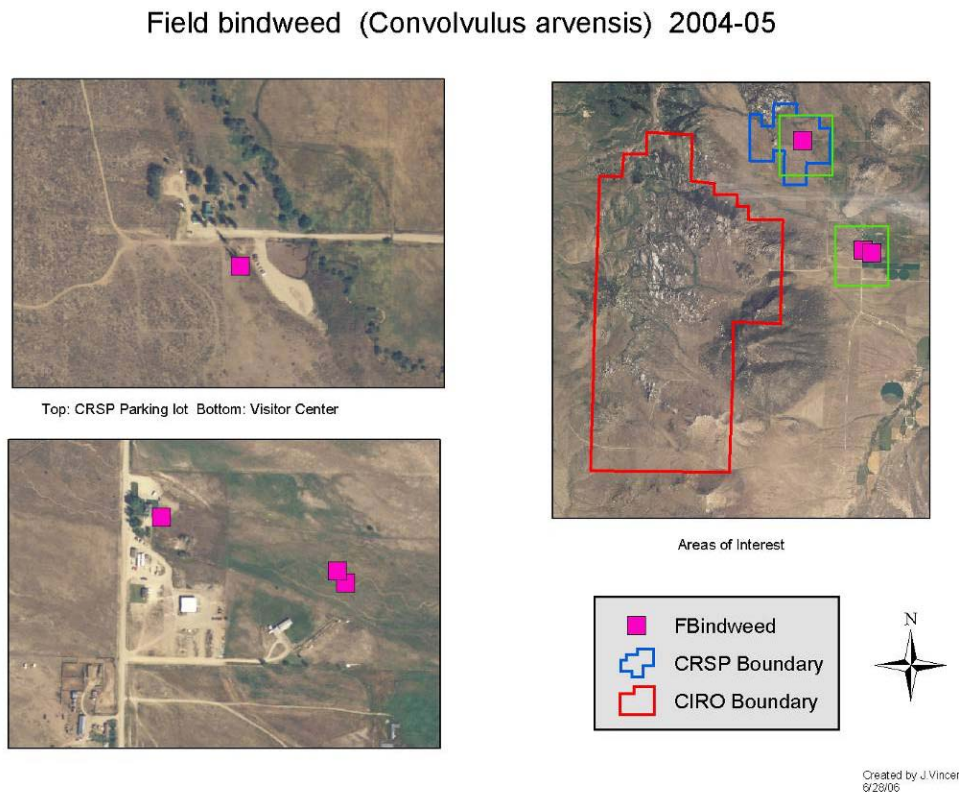 Field bindweed (Convolvulus arvensis) 2004-05
Top: CRSP Parking lot Bottom: Visitor Center
Areas of Interest
FBindweed
CRSP Boundary
CIRO Boundary
N
Created by J.Vincer
6/28/06